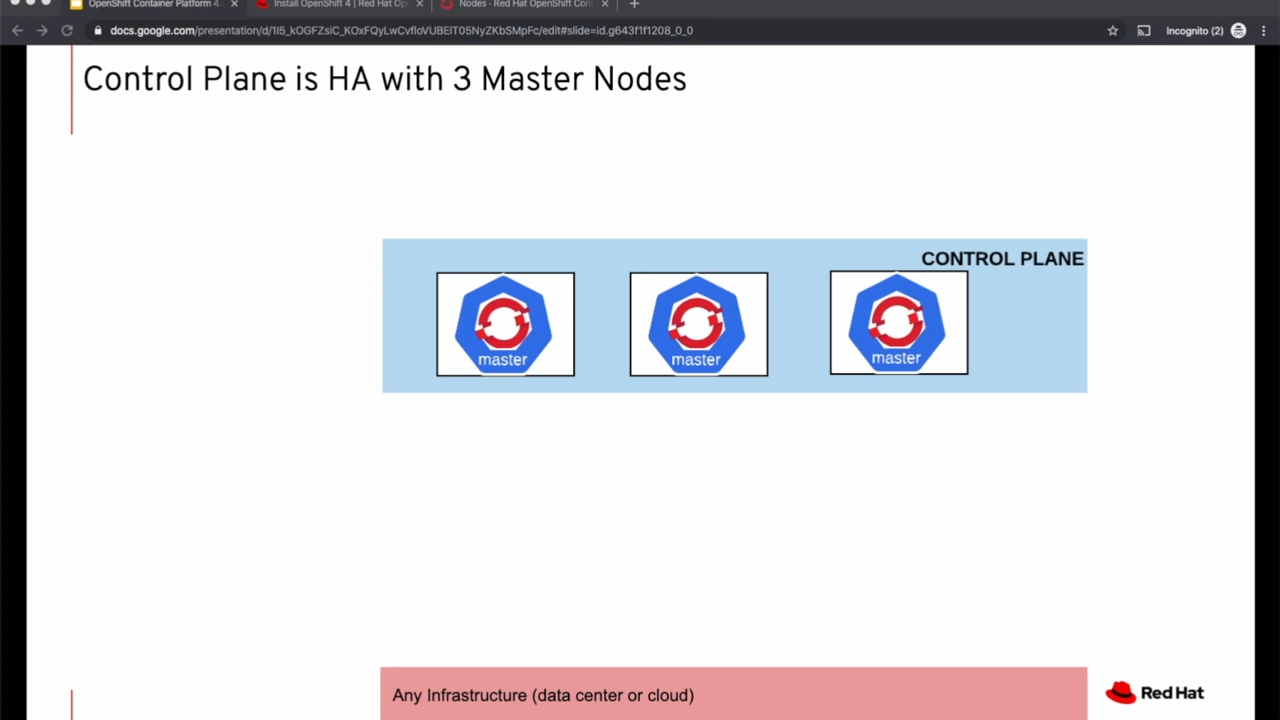 OpenShift Container Platform 4.
Install OpenShift 4 | Red Hat Op
Nodes - Red Hat OpenShift Cont
docs.google.com/presentation/d/1I5_kOGFZsiC_KOxFQyLwCvfloVUBEIT05NyZKbSMpFc/edit#slide=id.g643f1f1208_0_0
Incognito (2)
Control Plane is HA with 3 Master Nodes
CONTROL PLANE
master
master
master
Any Infrastructure (data center or cloud)
Red Hat